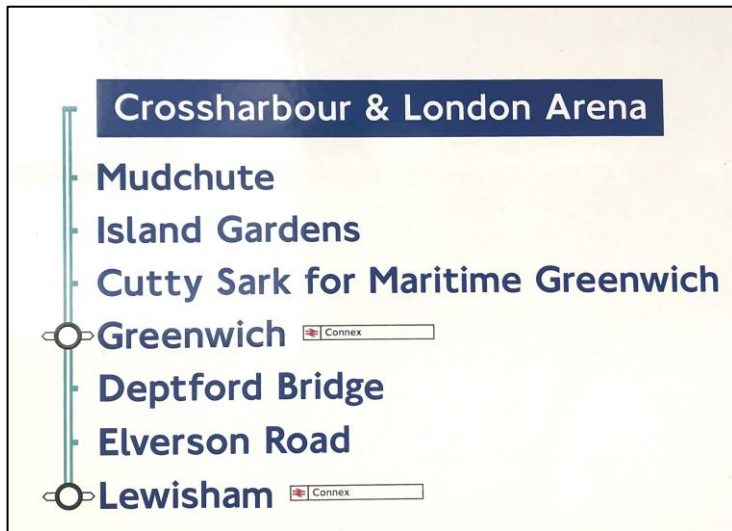 Crossharbour & London Arena
Mudchute
Island Gardens
Cutty Sark for Maritime Greenwich
Greenwich Connex
Deptford Bridge
Elverson Road
Lewisham Connex